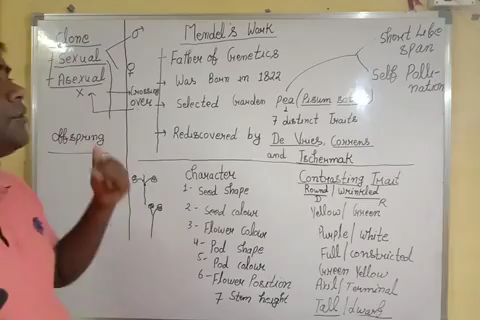 Clone
Sexual
Asexual
X
Offspring
♂
♀
Crossing
over
Mendel's Work
Father of Genetics
Was Born in 1822
Selected Garden Pea (Pisum
7 distinct Traits
Rediscovered by De Vries, Correns
and Tschermak
Short Life
Span
Self Polli-
nation
Character
1- Seed Shape
2- Seed colour
3- Flower Colour
4- Pod Shape
5- Pod colour
6- Flower Position
7 Stem height
Contrasting Trait
Round/wrinkled
D R
Yellow/Green
Purple/White
Full/constricted
Green Yellow
Axil/Terminal
Tall/dwarf